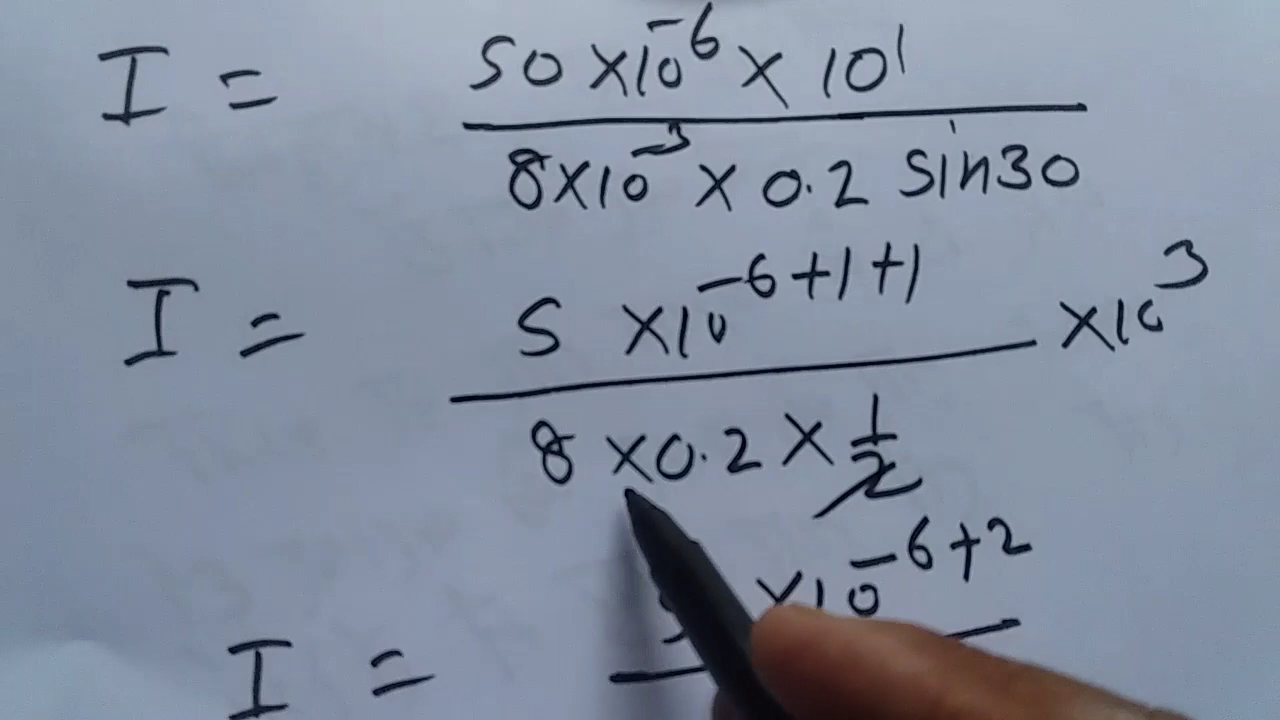 I = 50 × 10⁻⁶ × 10¹
8 × 10⁻³ × 0.2 sin30
I = 5 × 10⁻⁶⁺¹⁺¹ × 10³
8 × 0.2 × 1/2
I = × 10⁻⁶⁺²